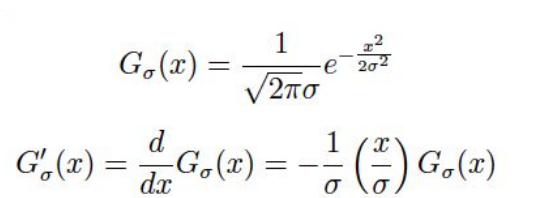 G_σ(x) = \frac{1}{\sqrt{2π}σ} e^{-\frac{x^2}{2σ^2}}
G'_σ(x) = \frac{d}{dx} G_σ(x) = -\frac{1}{σ} \left(\frac{x}{σ}\right) G_σ(x)